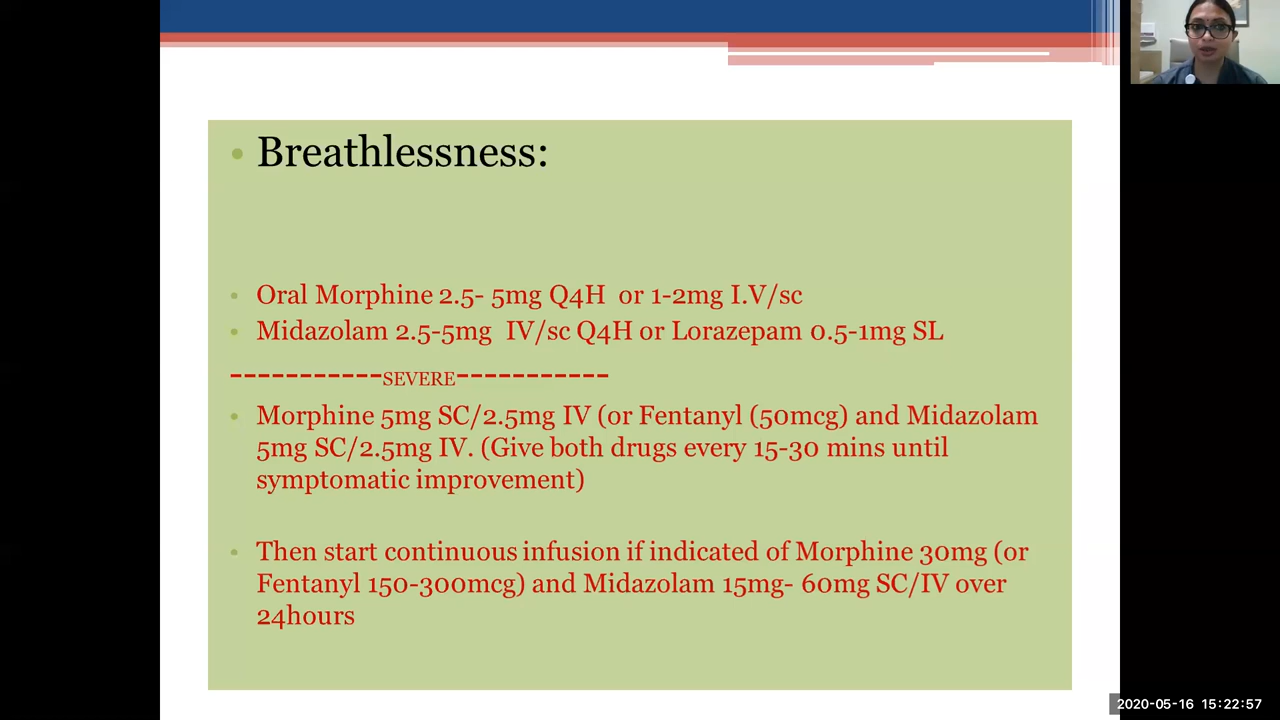 Breathlessness:
Oral Morphine 2.5- 5mg Q4H or 1-2mg I.V/sc
Midazolam 2.5-5mg IV/sc Q4H or Lorazepam 0.5-1mg SL
-----------SEVERE-----------
Morphine 5mg SC/2.5mg IV (or Fentanyl (50mcg) and Midazolam
5mg SC/2.5mg IV. (Give both drugs every 15-30 mins until
symptomatic improvement)
Then start continuous infusion if indicated of Morphine 30mg (or
Fentanyl 150-300mcg) and Midazolam 15mg- 60mg SC/IV over
24hours
2020-05-16 15:22:57